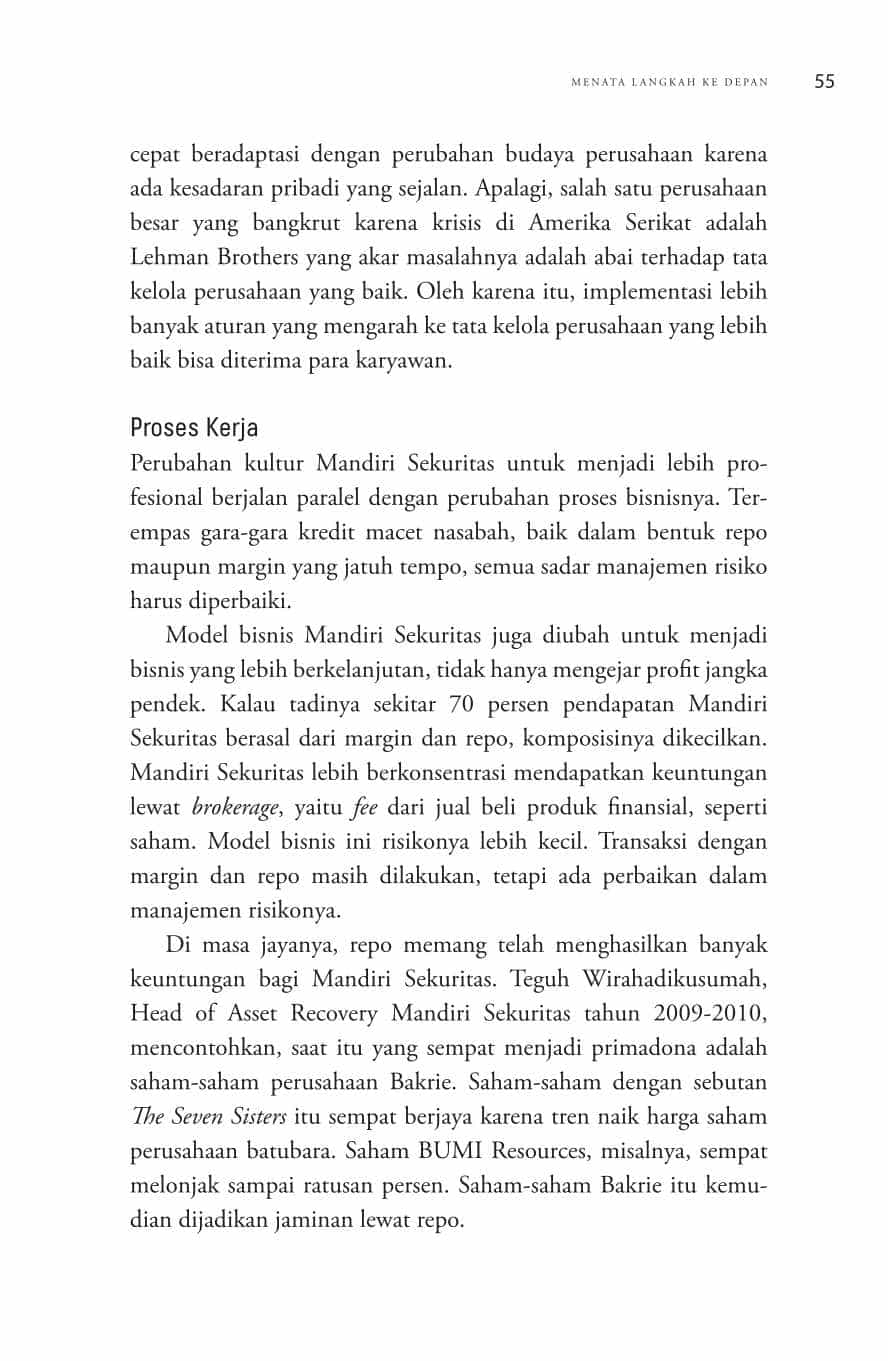 MENATA LANGKAH KE DEPAN 55
cepat beradaptasi dengan perubahan budaya perusahaan karena
ada kesadaran pribadi yang sejalan. Apalagi, salah satu perusahaan
besar yang bangkrut karena krisis di Amerika Serikat adalah
Lehman Brothers yang akar masalahnya adalah abai terhadap tata
kelola perusahaan yang baik. Oleh karena itu, implementasi lebih
banyak aturan yang mengarah ke tata kelola perusahaan yang lebih
baik bisa diterima para karyawan.
Proses Kerja
Perubahan kultur Mandiri Sekuritas untuk menjadi lebih pro-
fesional berjalan paralel dengan perubahan proses bisnisnya. Ter-
empas gara-gara kredit macet nasabah, baik dalam bentuk repo
maupun margin yang jatuh tempo, semua sadar manajemen risiko
harus diperbaiki.
Model bisnis Mandiri Sekuritas juga diubah untuk menjadi
bisnis yang lebih berkelanjutan, tidak hanya mengejar profit jangka
pendek. Kalau tadinya sekitar 70 persen pendapatan Mandiri
Sekuritas berasal dari margin dan repo, komposisinya dikecilkan.
Mandiri Sekuritas lebih berkonsentrasi mendapatkan keuntungan
lewat brokerage, yaitu fee dari jual beli produk finansial, seperti
saham. Model bisnis ini risikonya lebih kecil. Transaksi dengan
margin dan repo masih dilakukan, tetapi ada perbaikan dalam
manajemen risikonya.
Di masa jayanya, repo memang telah menghasilkan banyak
keuntungan bagi Mandiri Sekuritas. Teguh Wirahadikusumah,
Head of Asset Recovery Mandiri Sekuritas tahun 2009-2010,
mencontohkan, saat itu yang sempat menjadi primadona adalah
saham-saham perusahaan Bakrie. Saham-saham dengan sebutan
The Seven Sisters itu sempat berjaya karena tren naik harga saham
perusahaan batubara. Saham BUMI Resources, misalnya, sempat
melonjak sampai ratusan persen. Saham-saham Bakrie itu kemu-
dian dijadikan jaminan lewat repo.